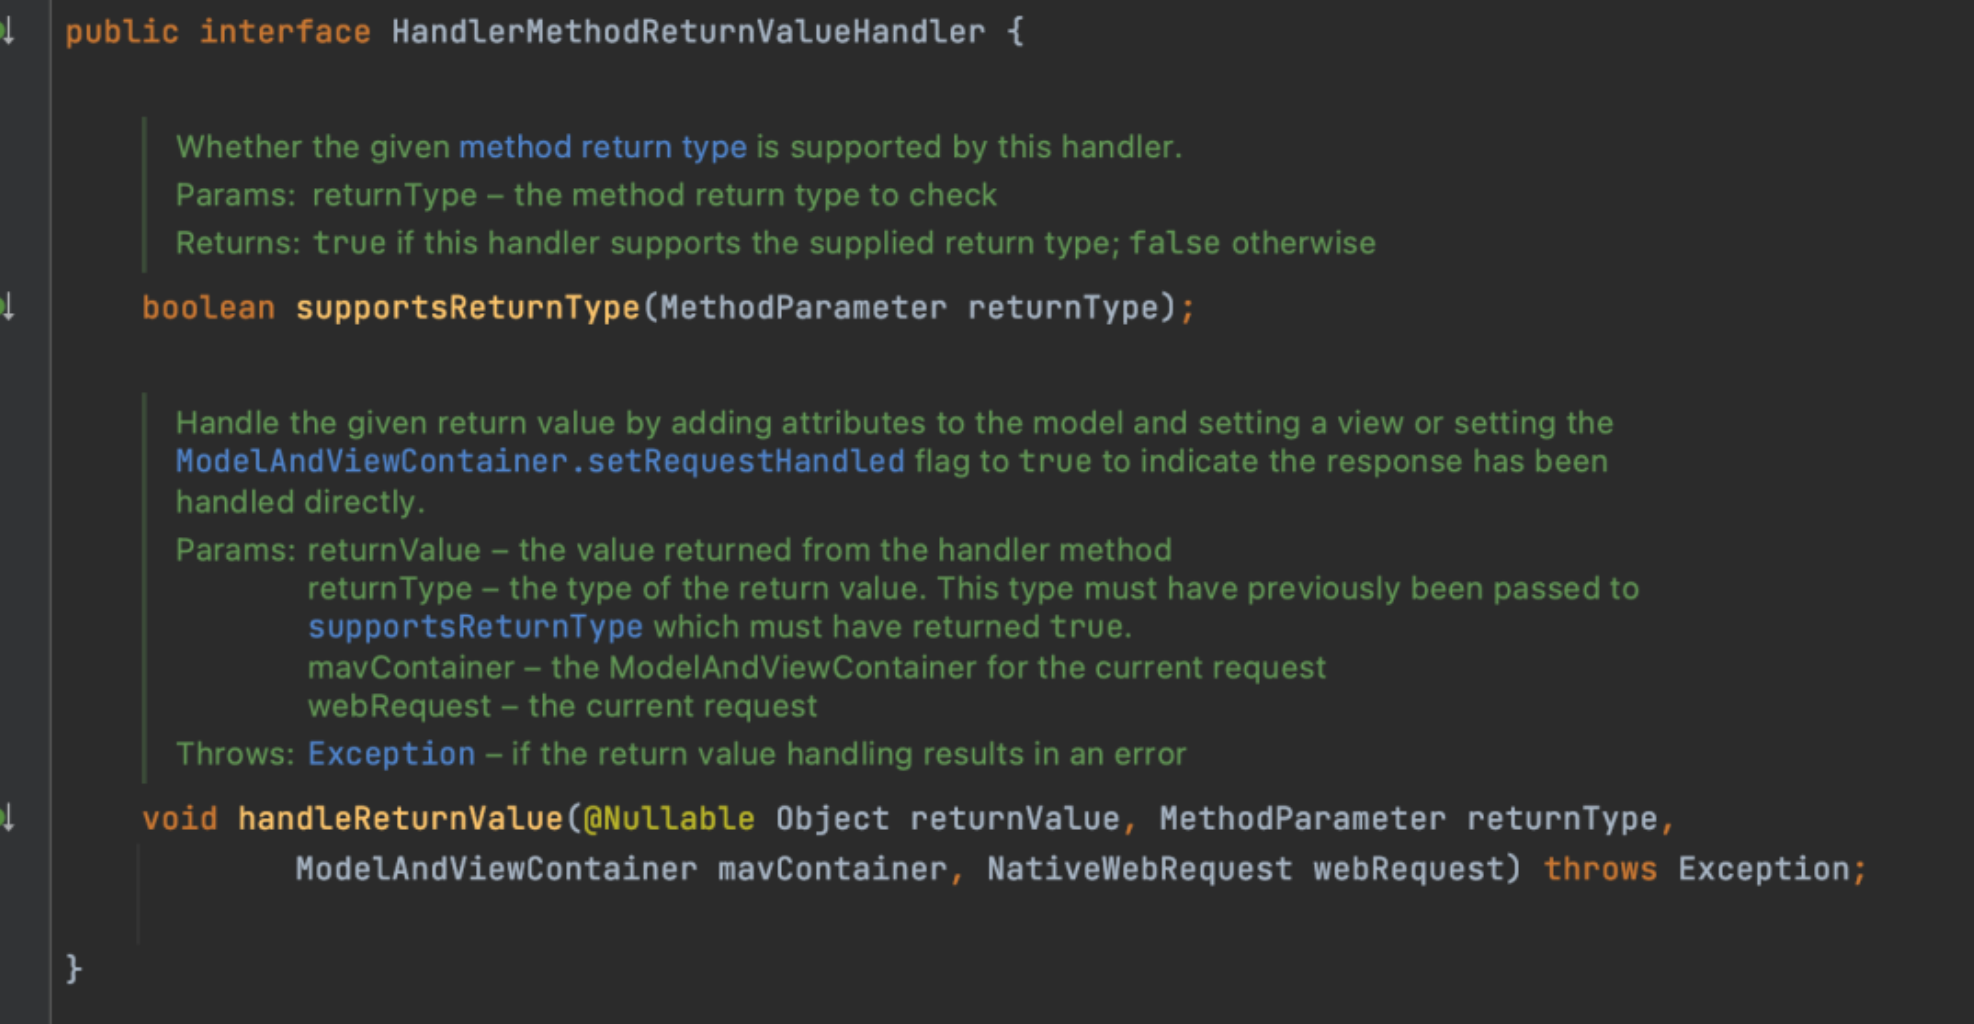 public interface HandlerMethodReturnValueHandler {
Whether the given method return type is supported by this handler.
Params: returnType – the method return type to check
Returns: true if this handler supports the supplied return type; false otherwise
boolean supportsReturnType(MethodParameter returnType);
Handle the given return value by adding attributes to the model and setting a view or setting the
ModelAndViewContainer.setRequestHandled flag to true to indicate the response has been
handled directly.
Params: returnValue – the value returned from the handler method
returnType – the type of the return value. This type must have previously been passed to
supportsReturnType which must have returned true.
mavContainer – the ModelAndViewContainer for the current request
webRequest – the current request
Throws: Exception – if the return value handling results in an error
void handleReturnValue(@Nullable Object returnValue, MethodParameter returnType,
ModelAndViewContainer mavContainer, NativeWebRequest webRequest) throws Exception;
}